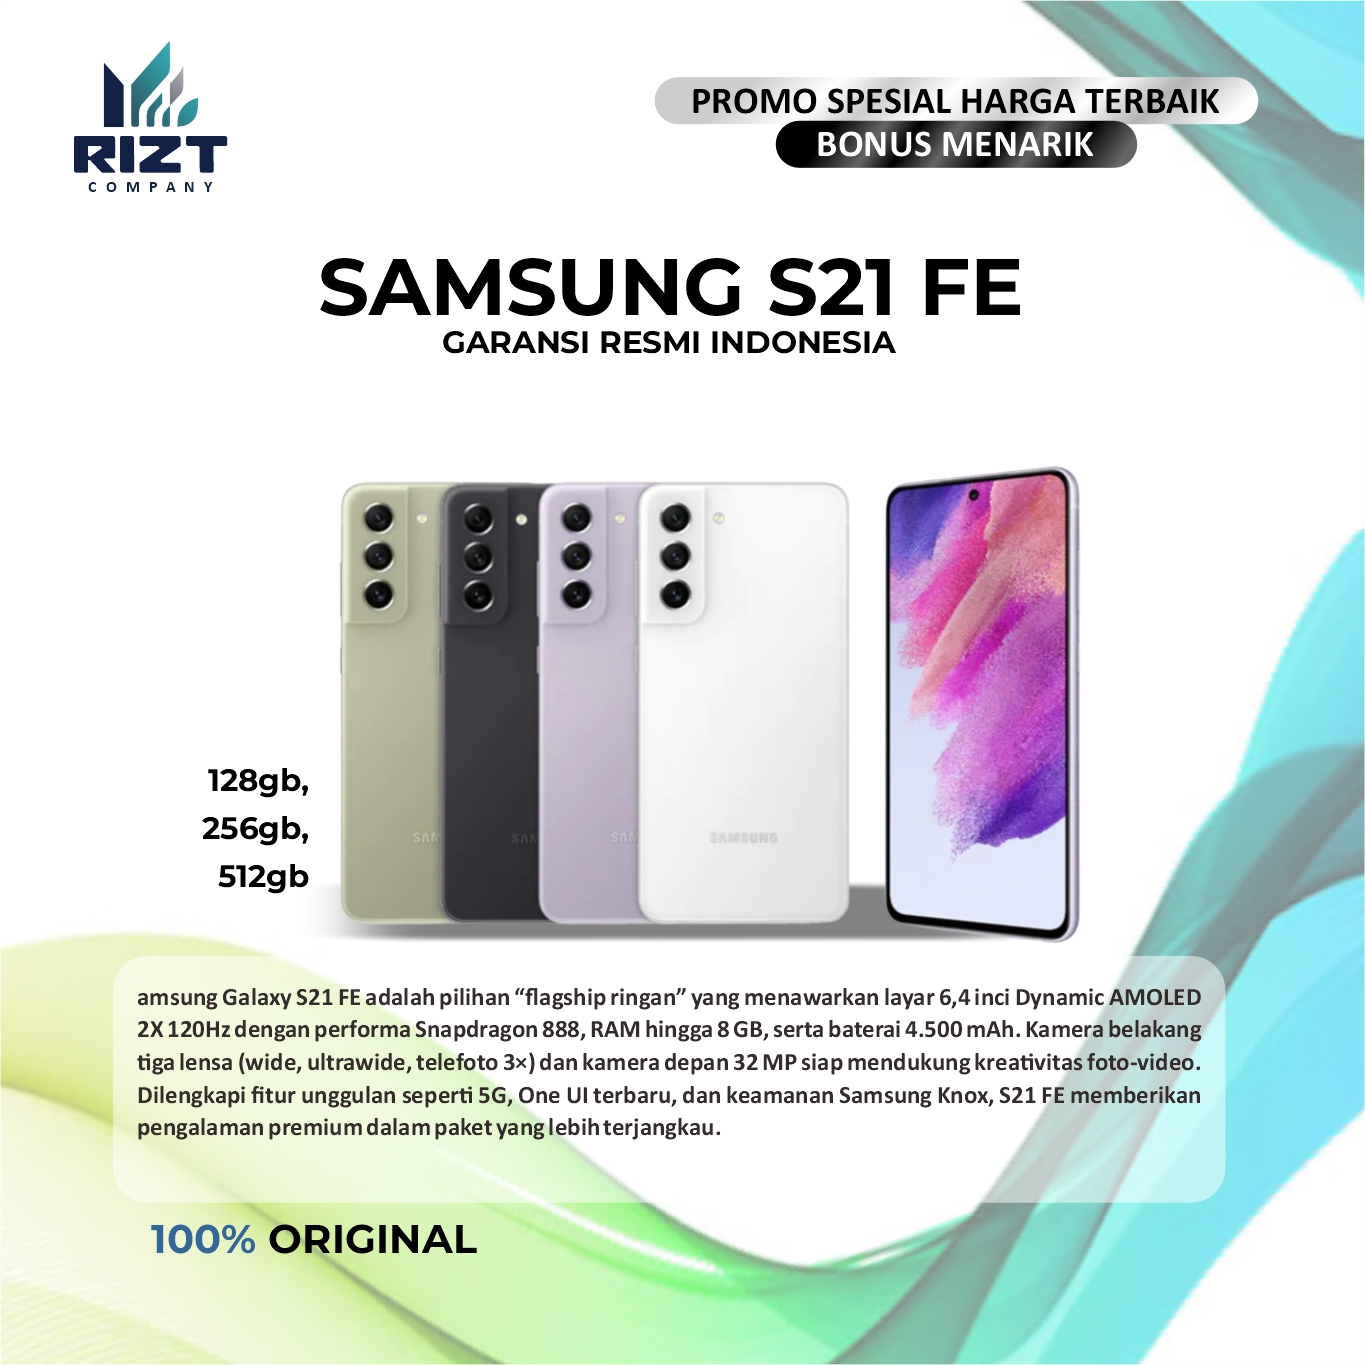 RIZT
COMPANY
PROMO SPESIAL HARGA TERBAIK
BONUS MENARIK
SAMSUNG S21 FE
GARANSI RESMI INDONESIA
128gb,
256gb,
512gb
SAM
SAM
SAM
SAMSUNG
amsung Galaxy S21 FE adalah pilihan “flagship ringan” yang menawarkan layar 6,4 inci Dynamic AMOLED
2X 120Hz dengan performa Snapdragon 888, RAM hingga 8 GB, serta baterai 4.500 mAh. Kamera belakang
tiga lensa (wide, ultrawide, telefoto 3×) dan kamera depan 32 MP siap mendukung kreativitas foto-video.
Dilengkapi fitur unggulan seperti 5G, One UI terbaru, dan keamanan Samsung Knox, S21 FE memberikan
pengalaman premium dalam paket yang lebih terjangkau.
100% ORIGINAL